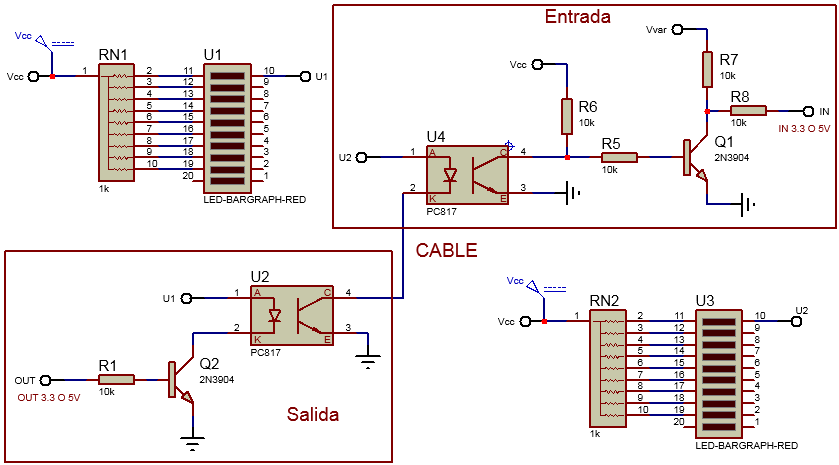 Entrada
Vcc
Vcc
1
RN1
2
3
4
5
6
7
8
9
10
1k
11
12
13
14
15
16
17
18
19
20
U1
10
9
8
7
6
5
4
3
2
1
U1
LED-BARGRAPH-RED
Vvar
Vcc
R7
10k
R6
10k
R8
10k
IN
IN 3.3 O 5V
U4
U2
1
A
C
4
2
K
E
3
PC817
R5
10k
Q1
2N3904
CABLE
U2
U1
1
A
C
4
2
K
E
3
PC817
R1
10k
Q2
2N3904
OUT
OUT 3.3 O 5V
Salida
Vcc
Vcc
1
RN2
2
3
4
5
6
7
8
9
10
1k
11
12
13
14
15
16
17
18
19
20
U3
10
9
8
7
6
5
4
3
2
1
U2
LED-BARGRAPH-RED